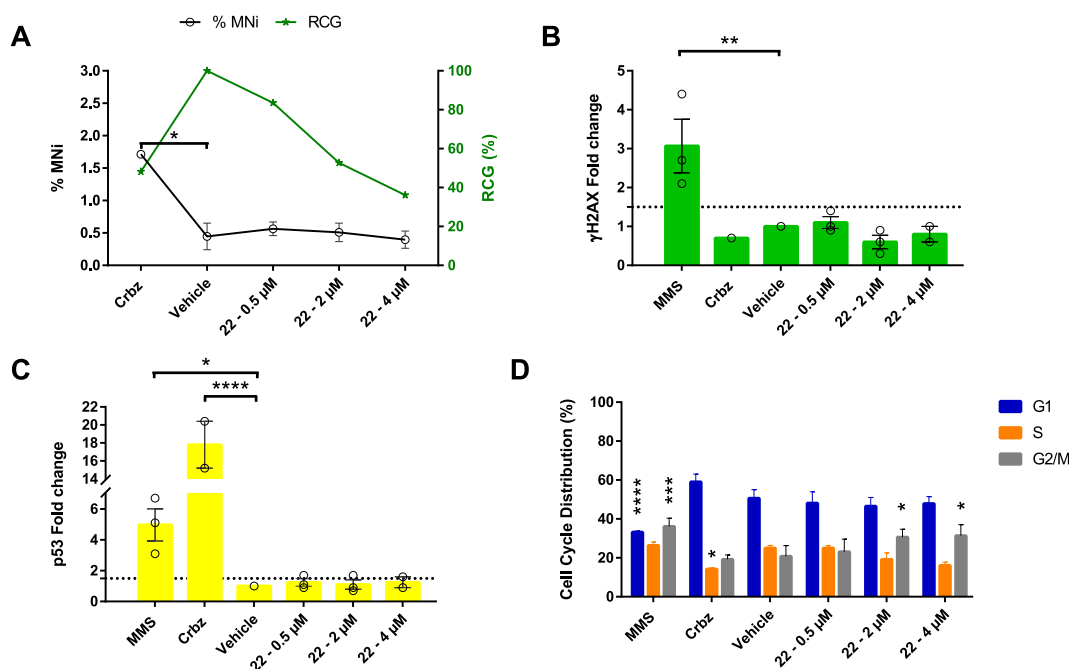 % MNi RCG
A
3.0
2.5
2.0
1.5
1.0
0.5
0.0
% MNi
100
80
60
40
20
0
RCG (%)
*
Crbz
Vehicle
22 - 0.5 µM
22 - 2 µM
22 - 4 µM
B
**
5
4
3
2
1
0
γH2AX Fold change
MMS
Crbz
Vehicle
22 - 0.5 µM
22 - 2 µM
22 - 4 µM
C
*
****
22
20
18
16
14
6
4
2
0
p53 Fold change
MMS
Crbz
Vehicle
22 - 0.5 µM
22 - 2 µM
22 - 4 µM
D
100
80
60
40
20
0
Cell Cycle Distribution (%)
****
***
*
*
*
MMS
Crbz
Vehicle
22 - 0.5 µM
22 - 2 µM
22 - 4 µM
G1
S
G2/M